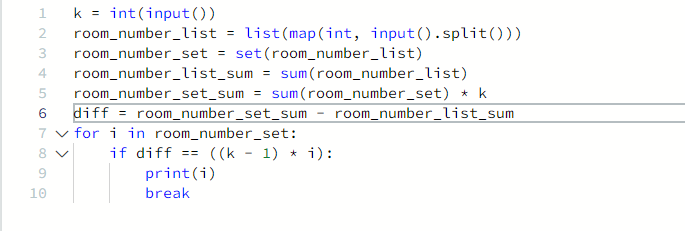 1 k = int(input())
2 room_number_list = list(map(int, input().split()))
3 room_number_set = set(room_number_list)
4 room_number_list_sum = sum(room_number_list)
5 room_number_set_sum = sum(room_number_set) * k
6 diff = room_number_set_sum - room_number_list_sum
7 for i in room_number_set:
8     if diff == ((k - 1) * i):
9         print(i)
10         break